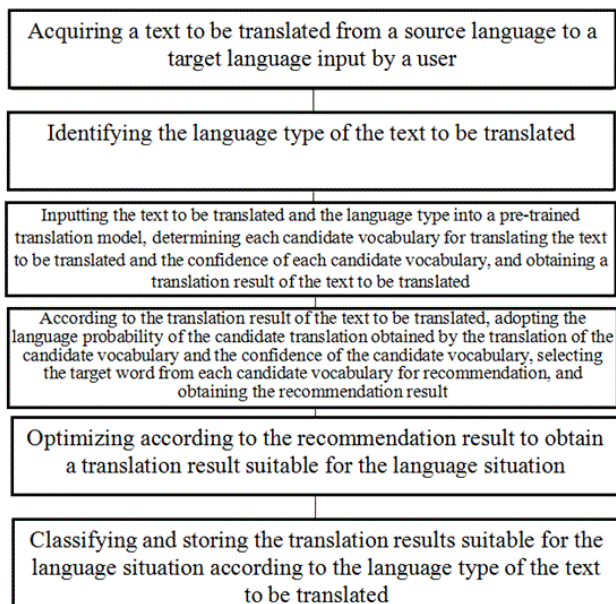 Acquiring a text to be translated from a source language to a
target language input by a user
Identifying the language type of the text to be translated
Inputting the text to be translated and the language type into a pre-trained
translation model, determining each candidate vocabulary for translating the text
to be translated and the confidence of each candidate vocabulary, and obtaining a
translation result of the text to be translated
According to the translation result of the text to be translated, adopting the
language probability of the candidate translation obtained by the translation of the
candidate vocabulary and the confidence of the candidate vocabulary, selecting
the target word from each candidate vocabulary for recommendation, and
obtaining the recommendation result
Optimizing according to the recommendation result to obtain
a translation result suitable for the language situation
Classifying and storing the translation results suitable for the
language situation according to the language type of the text
to be translated